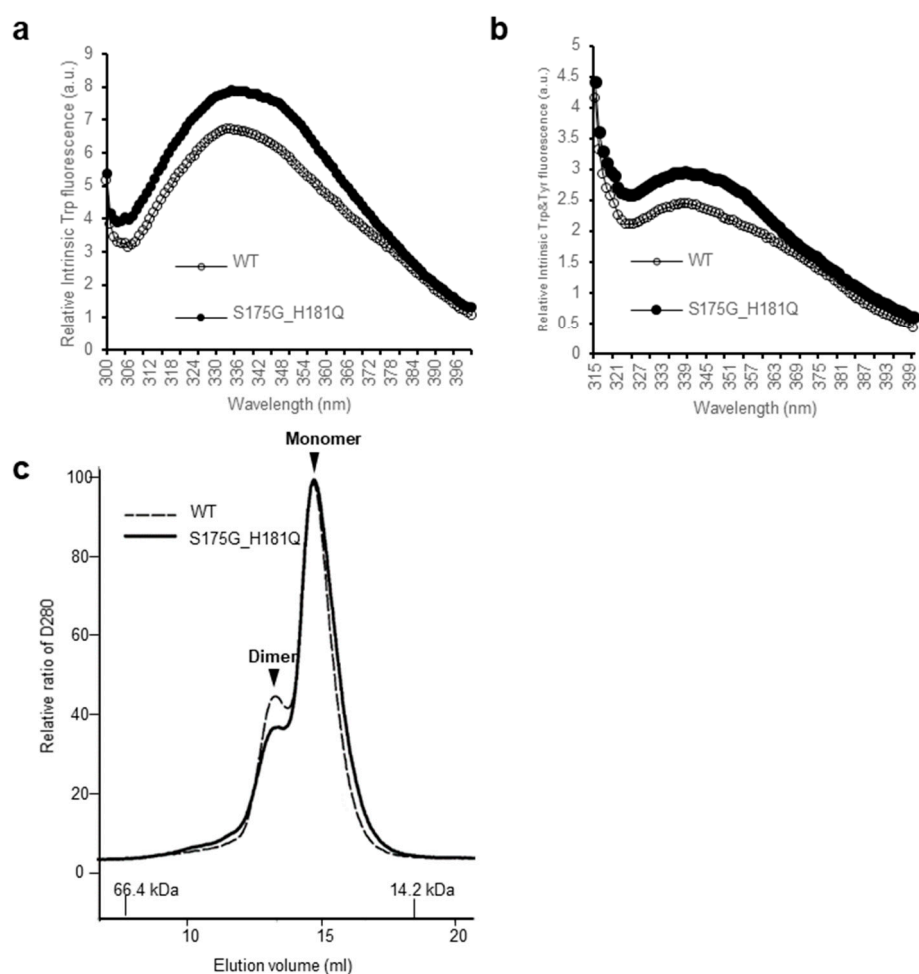 a
Relative Intrinsic Trp fluorescence (a.u.)
9
8
7
6
5
4
3
2
1
0
WT
S175G_H181Q
300 306 312 318 324 330 336 342 348 354 360 366 372 378 384 390 396
Wavelength (nm)
b
Relative Intrinsic Trp&Tyr fluorescence (a.u.)
5
4.5
4
3.5
3
2.5
2
1.5
1
0.5
0
WT
S175G_H181Q
315 321 327 333 339 345 351 357 363 369 375 381 387 393 399
Wavelength (nm)
c
Monomer
Dimer
WT
S175G_H181Q
Relative ratio of D280
100
80
60
40
20
0
66.4 kDa
14.2 kDa
10 15 20
Elution volume (ml)